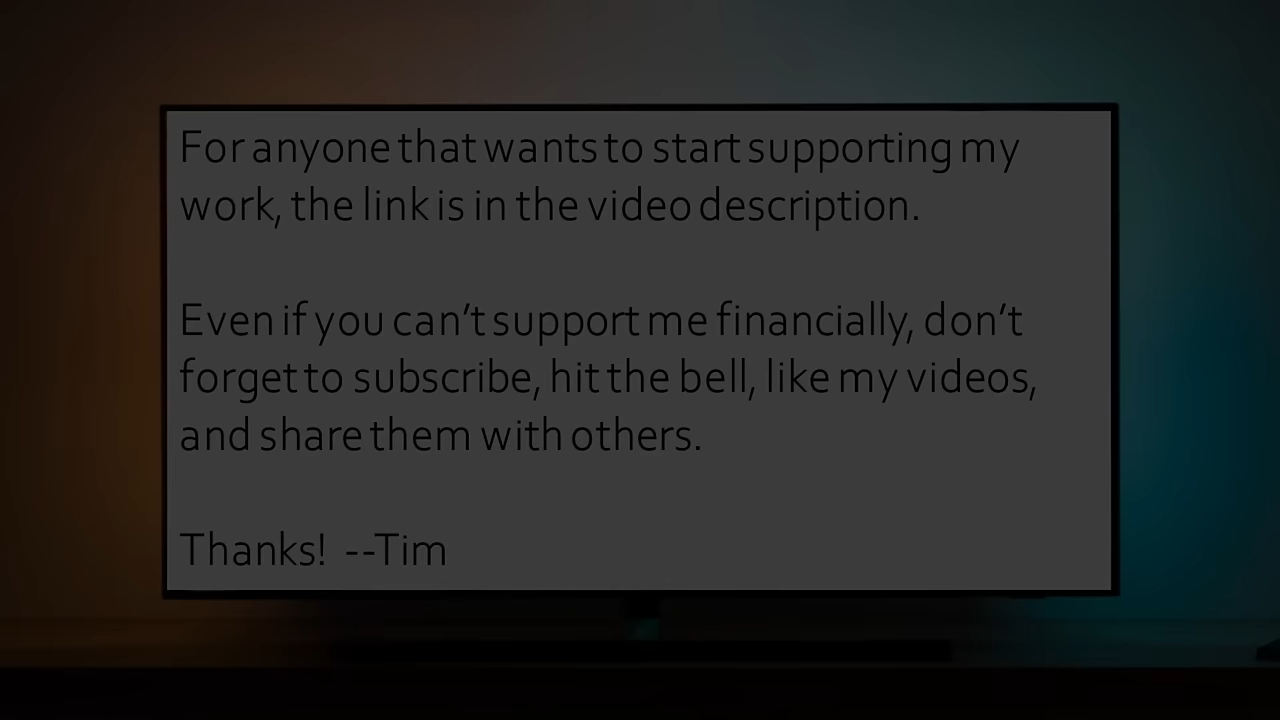 For anyone that wants to start supporting my
work, the link is in the video description.
Even if you can't support me financially, don't
forget to subscribe, hit the bell, like my videos,
and share them with others.
Thanks! --Tim